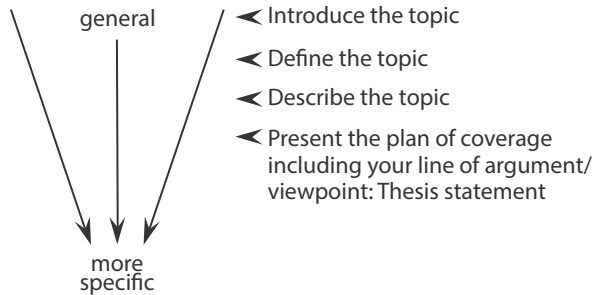 general
Introduce the topic
Define the topic
Describe the topic
Present the plan of coverage
including your line of argument/
viewpoint: Thesis statement
more
specific